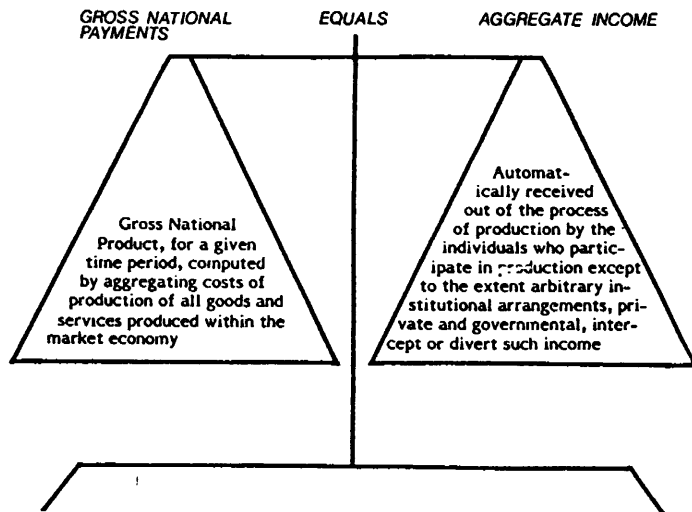 GROSS NATIONAL
PAYMENTS
EQUALS
AGGREGATE INCOME
Gross National
Product, for a given
time period, computed
by aggregating costs of
production of all goods and
services produced within the
market economy
Automat-
ically received
out of the process
of production by the
individuals who partic-
ipate in production except
to the extent arbitrary in-
stitutional arrangements, pri-
vate and governmental, inter-
cept or divert such income